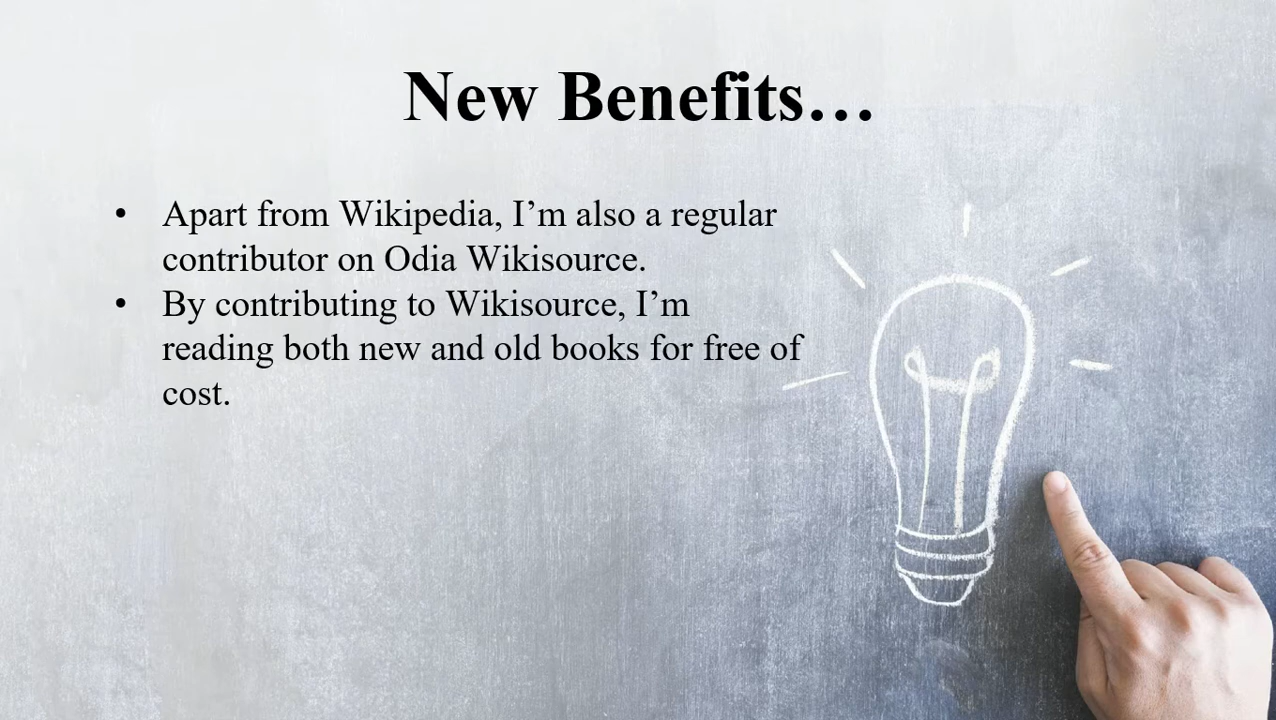 New Benefits…
• Apart from Wikipedia, I’m also a regular
contributor on Odia Wikisource.
• By contributing to Wikisource, I’m
reading both new and old books for free of
cost.